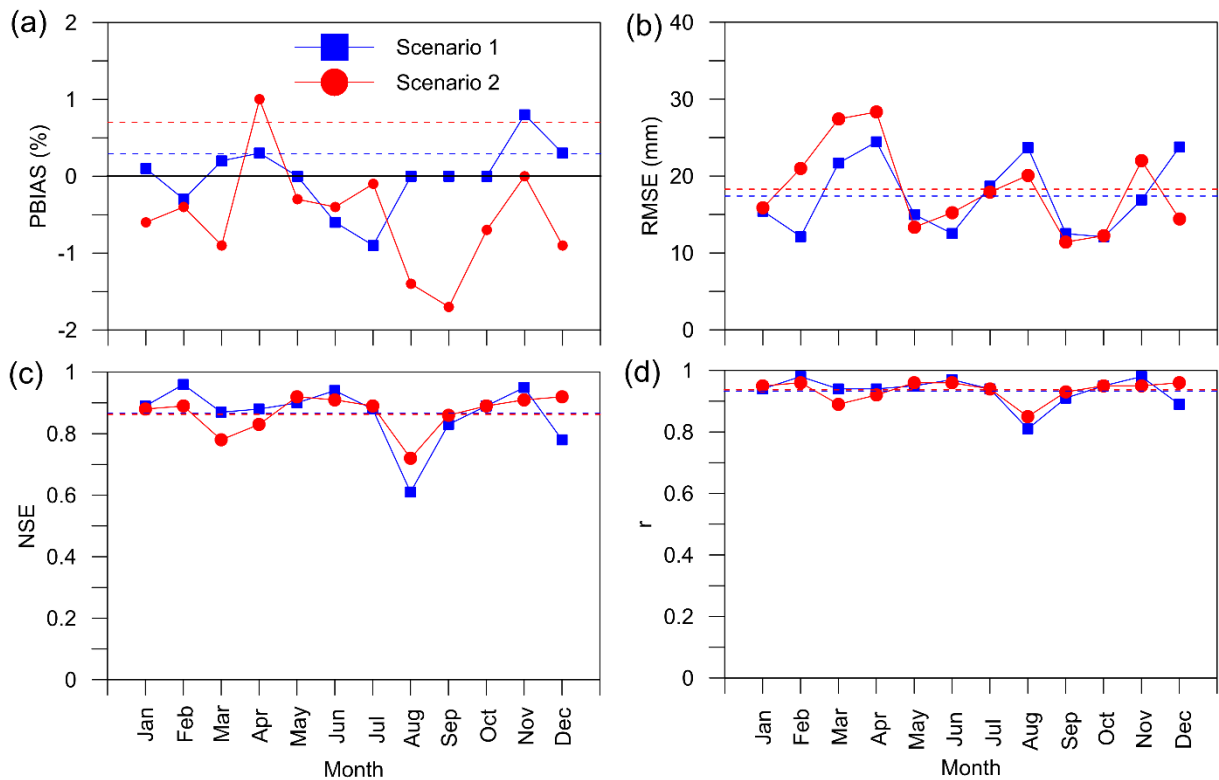 (a)
PBIAS (%)
2
1
0
-1
-2
Scenario 1
Scenario 2
(b)
RMSE (mm)
40
30
20
10
0
(c)
NSE
1
0.8
0.6
0.4
0.2
0
Jan
Feb
Mar
Apr
May
Jun
Jul
Aug
Sep
Oct
Nov
Dec
Month
(d)
r
1
0.8
0.6
0.4
0.2
0
Jan
Feb
Mar
Apr
May
Jun
Jul
Aug
Sep
Oct
Nov
Dec
Month